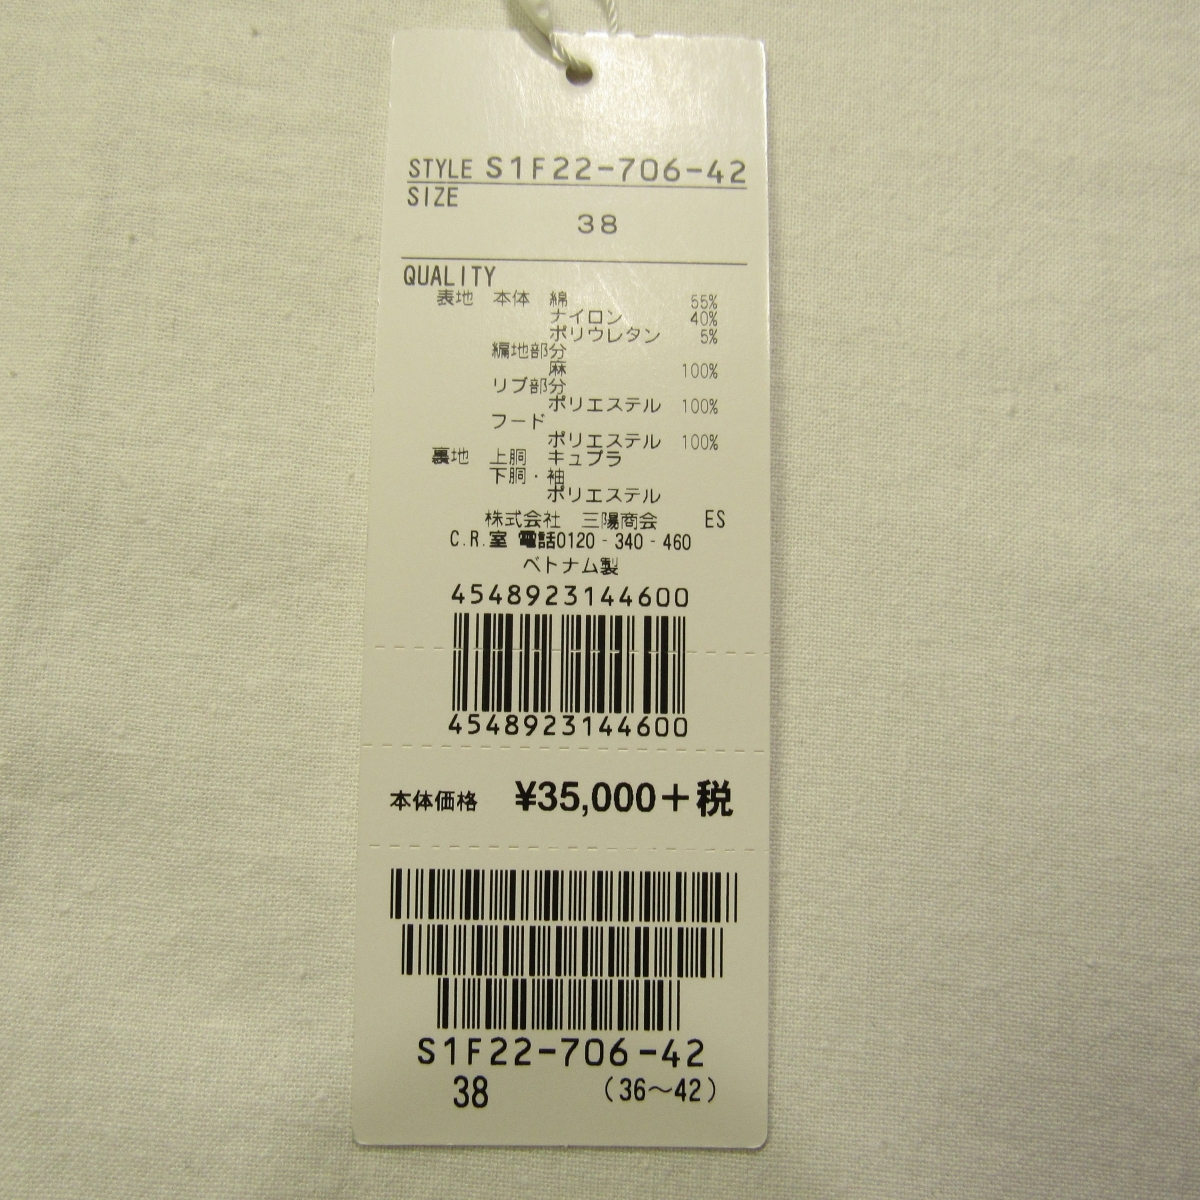 STYLE S1F22-706-42
SIZE
38
QUALITY
表地 本体 綿 55%
ナイロン 40%
ポリウレタン 5%
編地部分
麻 100%
リブ部分
ポリエステル 100%
フード
ポリエステル 100%
裏地 上胴 キュプラ
下胴・袖
ポリエステル
株式会社 三陽商会 ES
C.R.室 電話0120-340-460
ベトナム製
4548923144600
4548923144600
本体価格 ¥35,000+税
S1F22-706-42
38 (36～42)